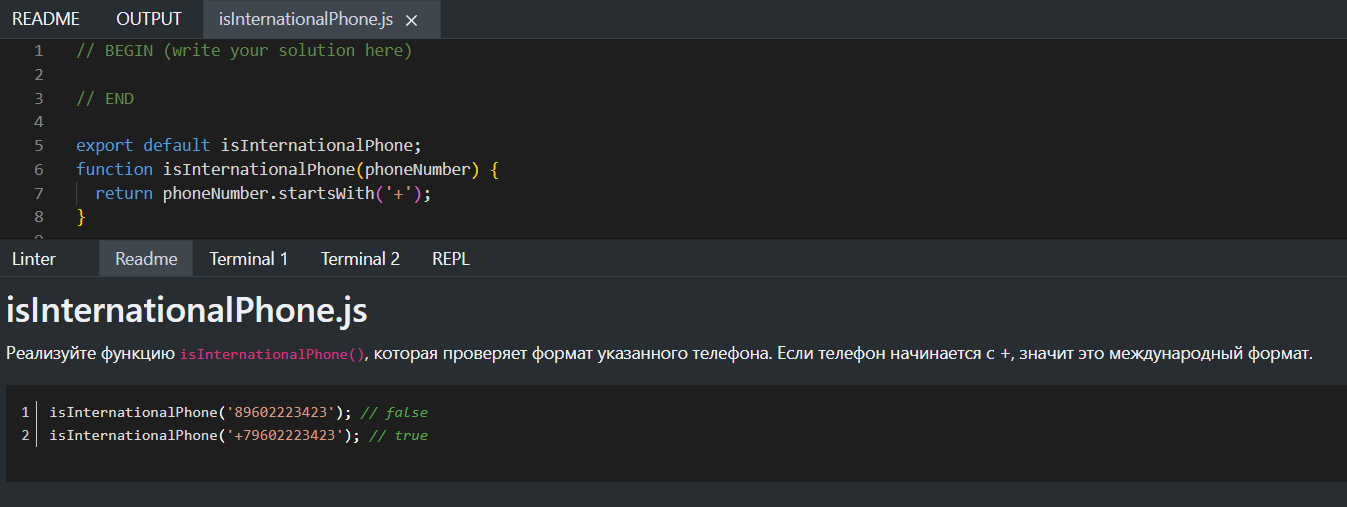 README OUTPUT isInternationalPhone.js ×
1 // BEGIN (write your solution here)
2
3 // END
4
5 export default isInternationalPhone;
6 function isInternationalPhone(phoneNumber) {
7 return phoneNumber.startsWith('+');
8 }
Linter Readme Terminal 1 Terminal 2 REPL
isInternationalPhone.js
Реализуйте функцию isInternationalPhone(), которая проверяет формат указанного телефона. Если телефон начинается с +, значит это международный формат.
1 isInternationalPhone('89602223423'); // false
2 isInternationalPhone('+79602223423'); // true